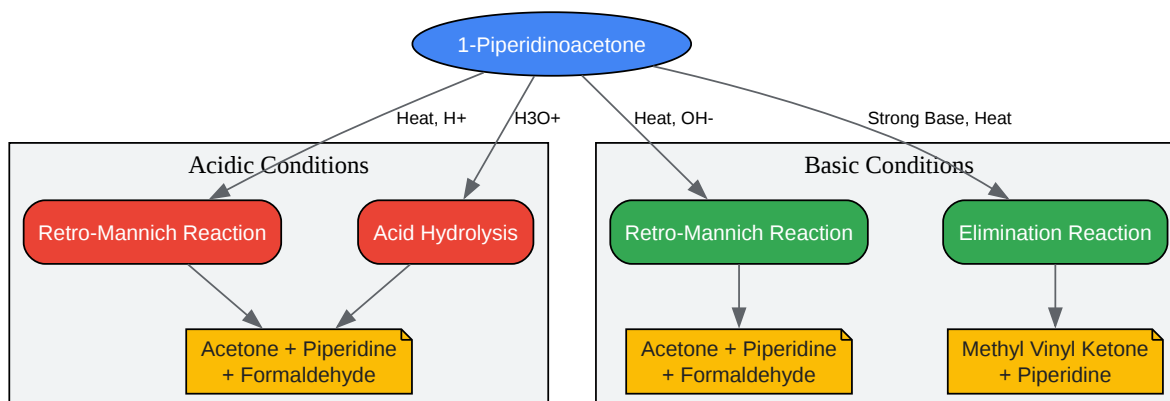 1-Piperidinoacetone
Heat, H+
H3O+
Heat, OH-
Strong Base, Heat
Acidic Conditions
Basic Conditions
Retro-Mannich Reaction
Acid Hydrolysis
Retro-Mannich Reaction
Elimination Reaction
Acetone + Piperidine
+ Formaldehyde
Acetone + Piperidine
+ Formaldehyde
Methyl Vinyl Ketone
+ Piperidine